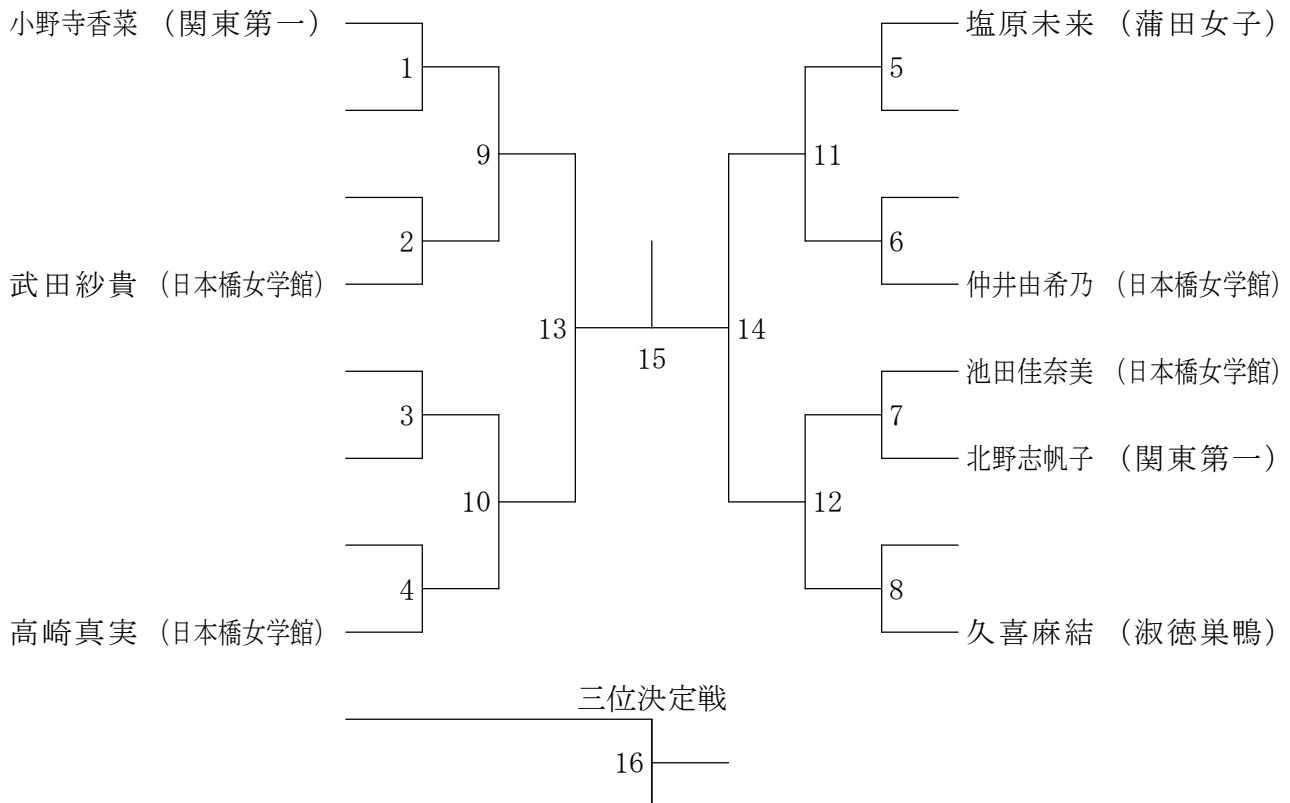 小野寺香菜 (関東第一)
塩原未来 (蒲田女子)
1
5
9
11
2
6
武田紗貴 (日本橋女学館)
仲井由希乃 (日本橋女学館)
13
14
15
池田佳奈美 (日本橋女学館)
3
7
北野志帆子 (関東第一)
10
12
4
8
高崎真実 (日本橋女学館)
久喜麻結 (淑徳巣鴨)
三位決定戦
16